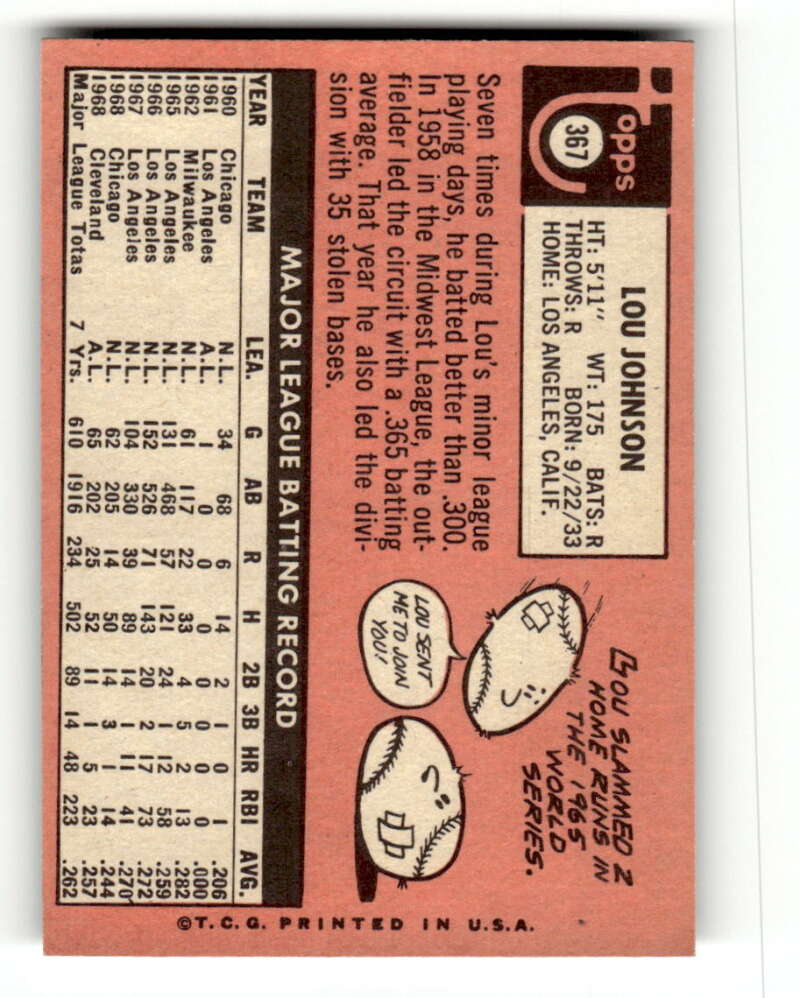 Topps
367
LOU JOHNSON
HT: 5'11" WT: 175 BATS: R
THROWS: R BORN: 9/22/33
HOME: LOS ANGELES, CALIF.
Seven times during Lou's minor league
playing days, he batted better than .300.
In 1958 in the Midwest League, the out-
fielder led the circuit with a .365 batting
average. That year he also led the divi-
sion with 35 stolen bases.
LOU SLAMMED 2
HOME RUNS IN
THE 1965
WORLD
SERIES.
LOU SENT
ME TO JOIN
YOU!
MAJOR LEAGUE BATTING RECORD
YEAR TEAM LEA. G AB R H 2B 3B HR RBI AVG.
1960 Chicago N.L. 34 68 6 14 2 1 0 1 .206
1961 Los Angeles A.L. 1 0 0 0 0 0 0 0 .000
1962 Milwaukee N.L. 61 117 22 33 4 5 2 13 .282
1965 Los Angeles N.L. 131 468 57 121 24 1 12 58 .259
1966 Los Angeles N.L. 152 526 71 143 20 2 17 73 .272
1967 Los Angeles N.L. 104 330 39 89 14 1 11 41 .270
1968 Chicago N.L. 62 205 14 50 14 3 1 14 .244
1968 Cleveland A.L. 65 202 25 52 11 1 5 23 .257
Major League Totas 7 Yrs. 610 1916 234 502 89 14 48 223 .262
©T.C.G. PRINTED IN U.S.A.